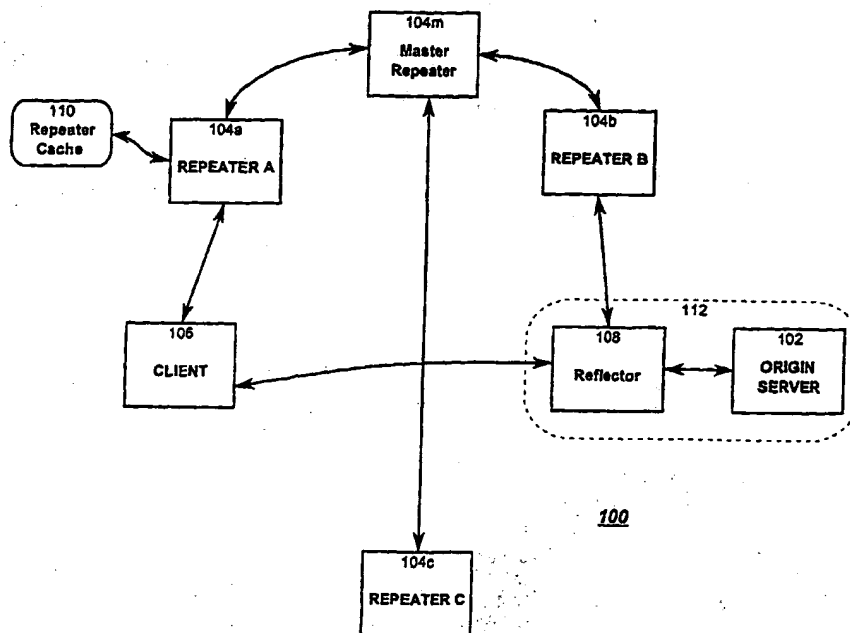 104m
Master
Repeater
110
Repeater
Cache
104a
REPEATER A
104b
REPEATER B
112
106
CLIENT
108
Reflector
102
ORIGIN
SERVER
100
104c
REPEATER C